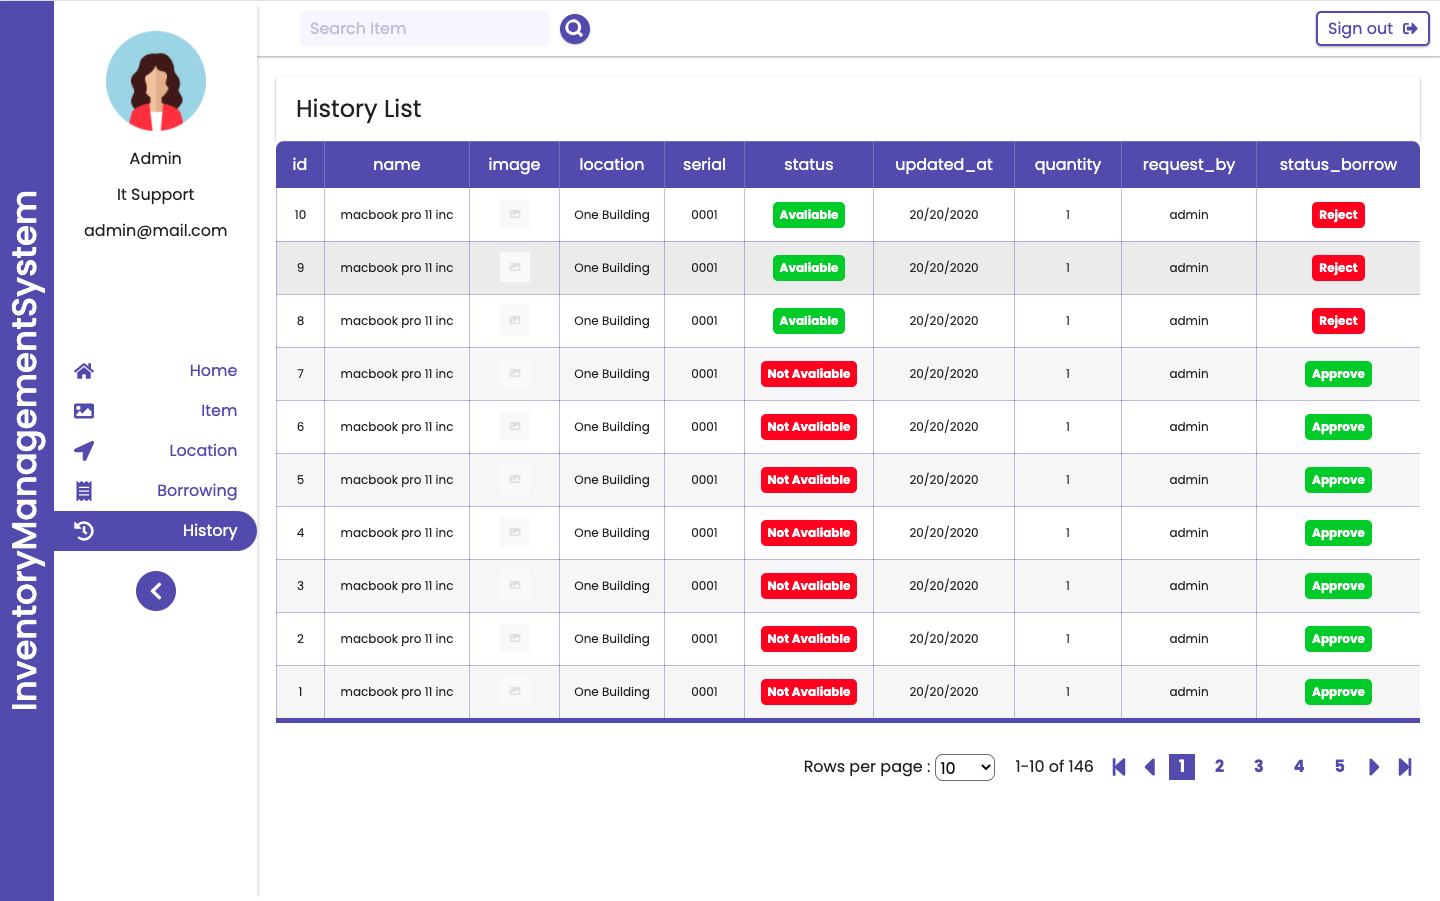 InventoryManagementSystem
Admin
It Support
admin@mail.com
Home
Item
Location
Borrowing
History
Search Item
Sign out
History List
id name image location serial status updated_at quantity request_by status_borrow
10 macbook pro 11 inc One Building 0001 Avaliable 20/20/2020 1 admin Reject
9 macbook pro 11 inc One Building 0001 Avaliable 20/20/2020 1 admin Reject
8 macbook pro 11 inc One Building 0001 Avaliable 20/20/2020 1 admin Reject
7 macbook pro 11 inc One Building 0001 Not Avaliable 20/20/2020 1 admin Approve
6 macbook pro 11 inc One Building 0001 Not Avaliable 20/20/2020 1 admin Approve
5 macbook pro 11 inc One Building 0001 Not Avaliable 20/20/2020 1 admin Approve
4 macbook pro 11 inc One Building 0001 Not Avaliable 20/20/2020 1 admin Approve
3 macbook pro 11 inc One Building 0001 Not Avaliable 20/20/2020 1 admin Approve
2 macbook pro 11 inc One Building 0001 Not Avaliable 20/20/2020 1 admin Approve
1 macbook pro 11 inc One Building 0001 Not Avaliable 20/20/2020 1 admin Approve
Rows per page : 10 1-10 of 146 1 2 3 4 5